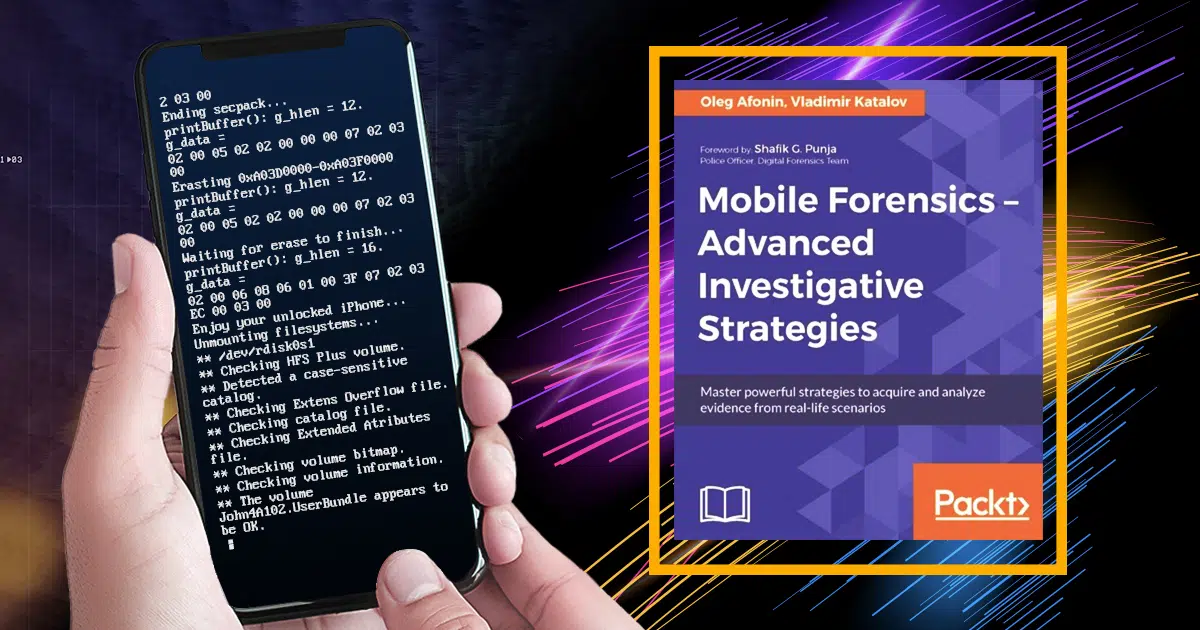 1 03
2 03 00
Ending secpack...
printBuffer(): g_hlen = 12.
g_data =
02 00 05 02 02 00 00 00 07 02 03
00
Erasting 0xA03D0000-0xA03F0000
printBuffer(): g_hlen = 12.
g_data =
02 00 05 02 02 00 00 00 07 02 03
00
Waiting for erase to finish...
printBuffer(): g_hlen = 16.
g_data =
02 00 06 08 06 01 00 3F 07 02 03
EC 00 03 00
Enjoy your unlocked iPhone...
Unmounting filesystems...
** /dev/rdisk0s1
** Checking HFS Plus volume.
** Detected a case-sensitive
catalog.
** Checking Extens Overflow file.
** Checking catalog file.
** Checking Extended Atributes
file.
** Checking volume bitmap.
** Checking volume information.
** The volume
John4A102.UserBundle appears to
be OK.
Oleg Afonin, Vladimir Katalov
Foreword by Shafik G. Punja
Police Officer, Digital Forensics Team
Mobile Forensics –
Advanced
Investigative
Strategies
Master powerful strategies to acquire and analyze
evidence from real-life scenarios
Packt>